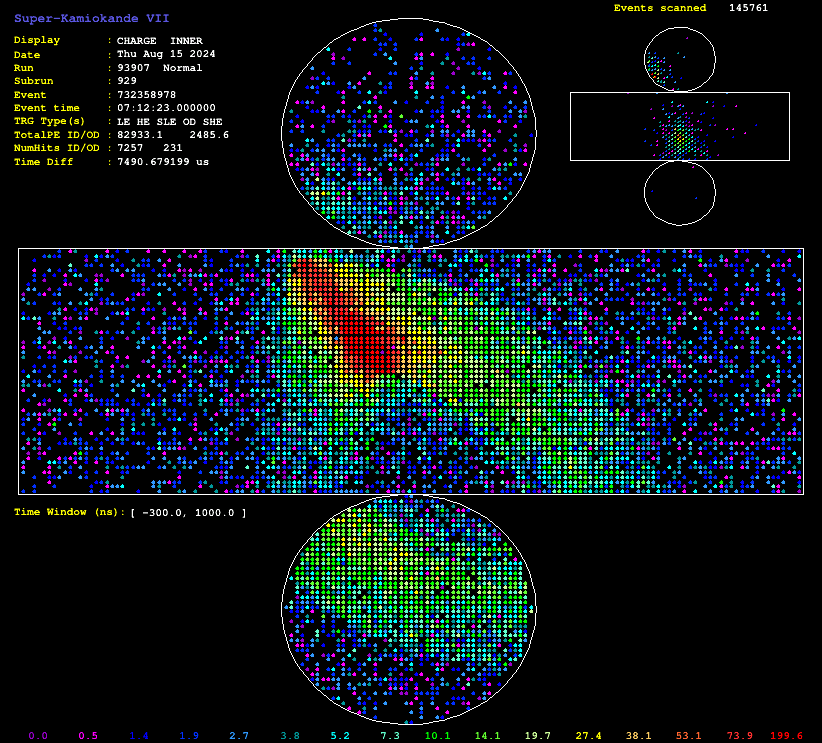 Super-Kamiokande VII
Events scanned 145761
Display : CHARGE INNER
Date : Thu Aug 15 2024
Run : 93907 Normal
Subrun : 929
Event : 732358978
Event time : 07:12:23.000000
TRG Type(s) : LE HE SLE OD SHE
TotalPE ID/OD : 82933.1 2485.6
NumHits ID/OD : 7257 231
Time Diff : 7490.679199 us
Time Window (ns): [ -300.0, 1000.0 ]
0.0 0.5 1.4 1.9 2.7 3.8 5.2 7.3 10.1 14.1 19.7 27.4 38.1 53.1 73.9 199.6